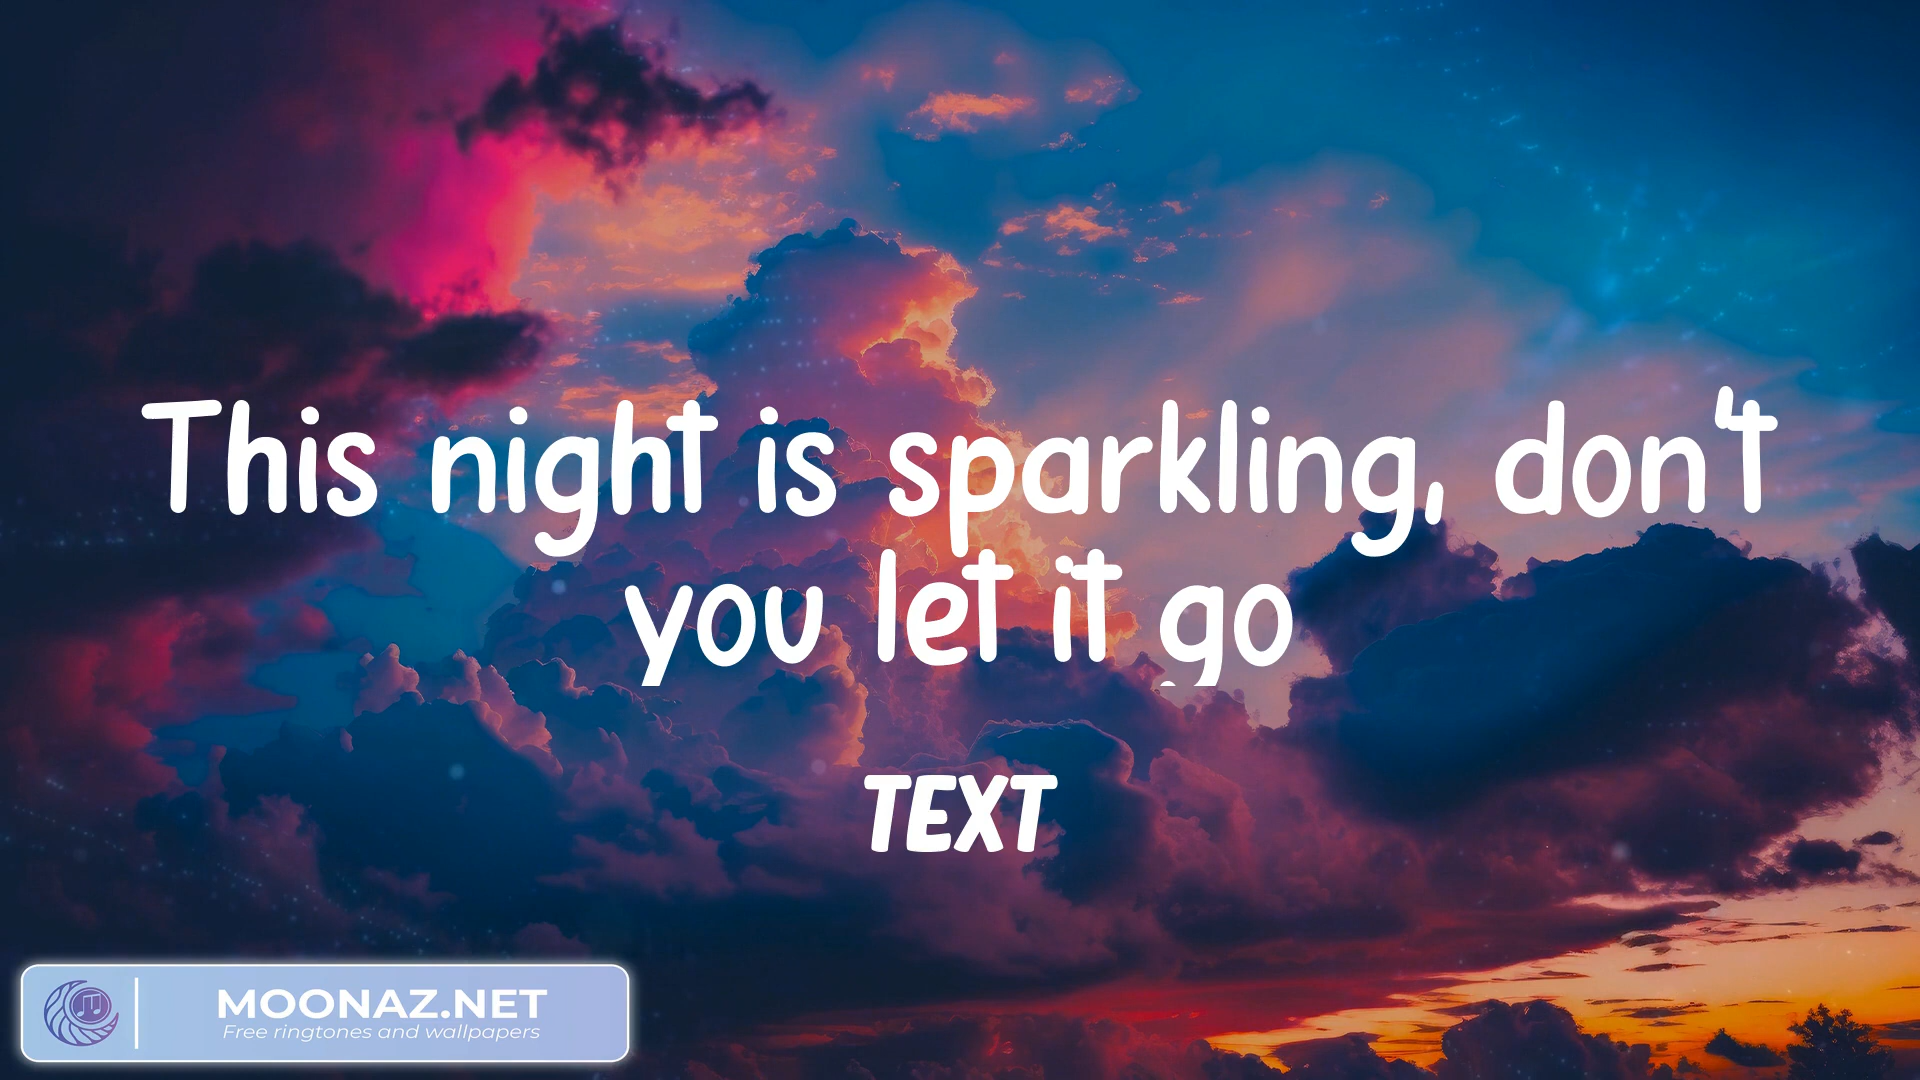 This night is sparkling, don't
you let it go
TEXT
MOONAZ.NET
Free ringtones and wallpapers